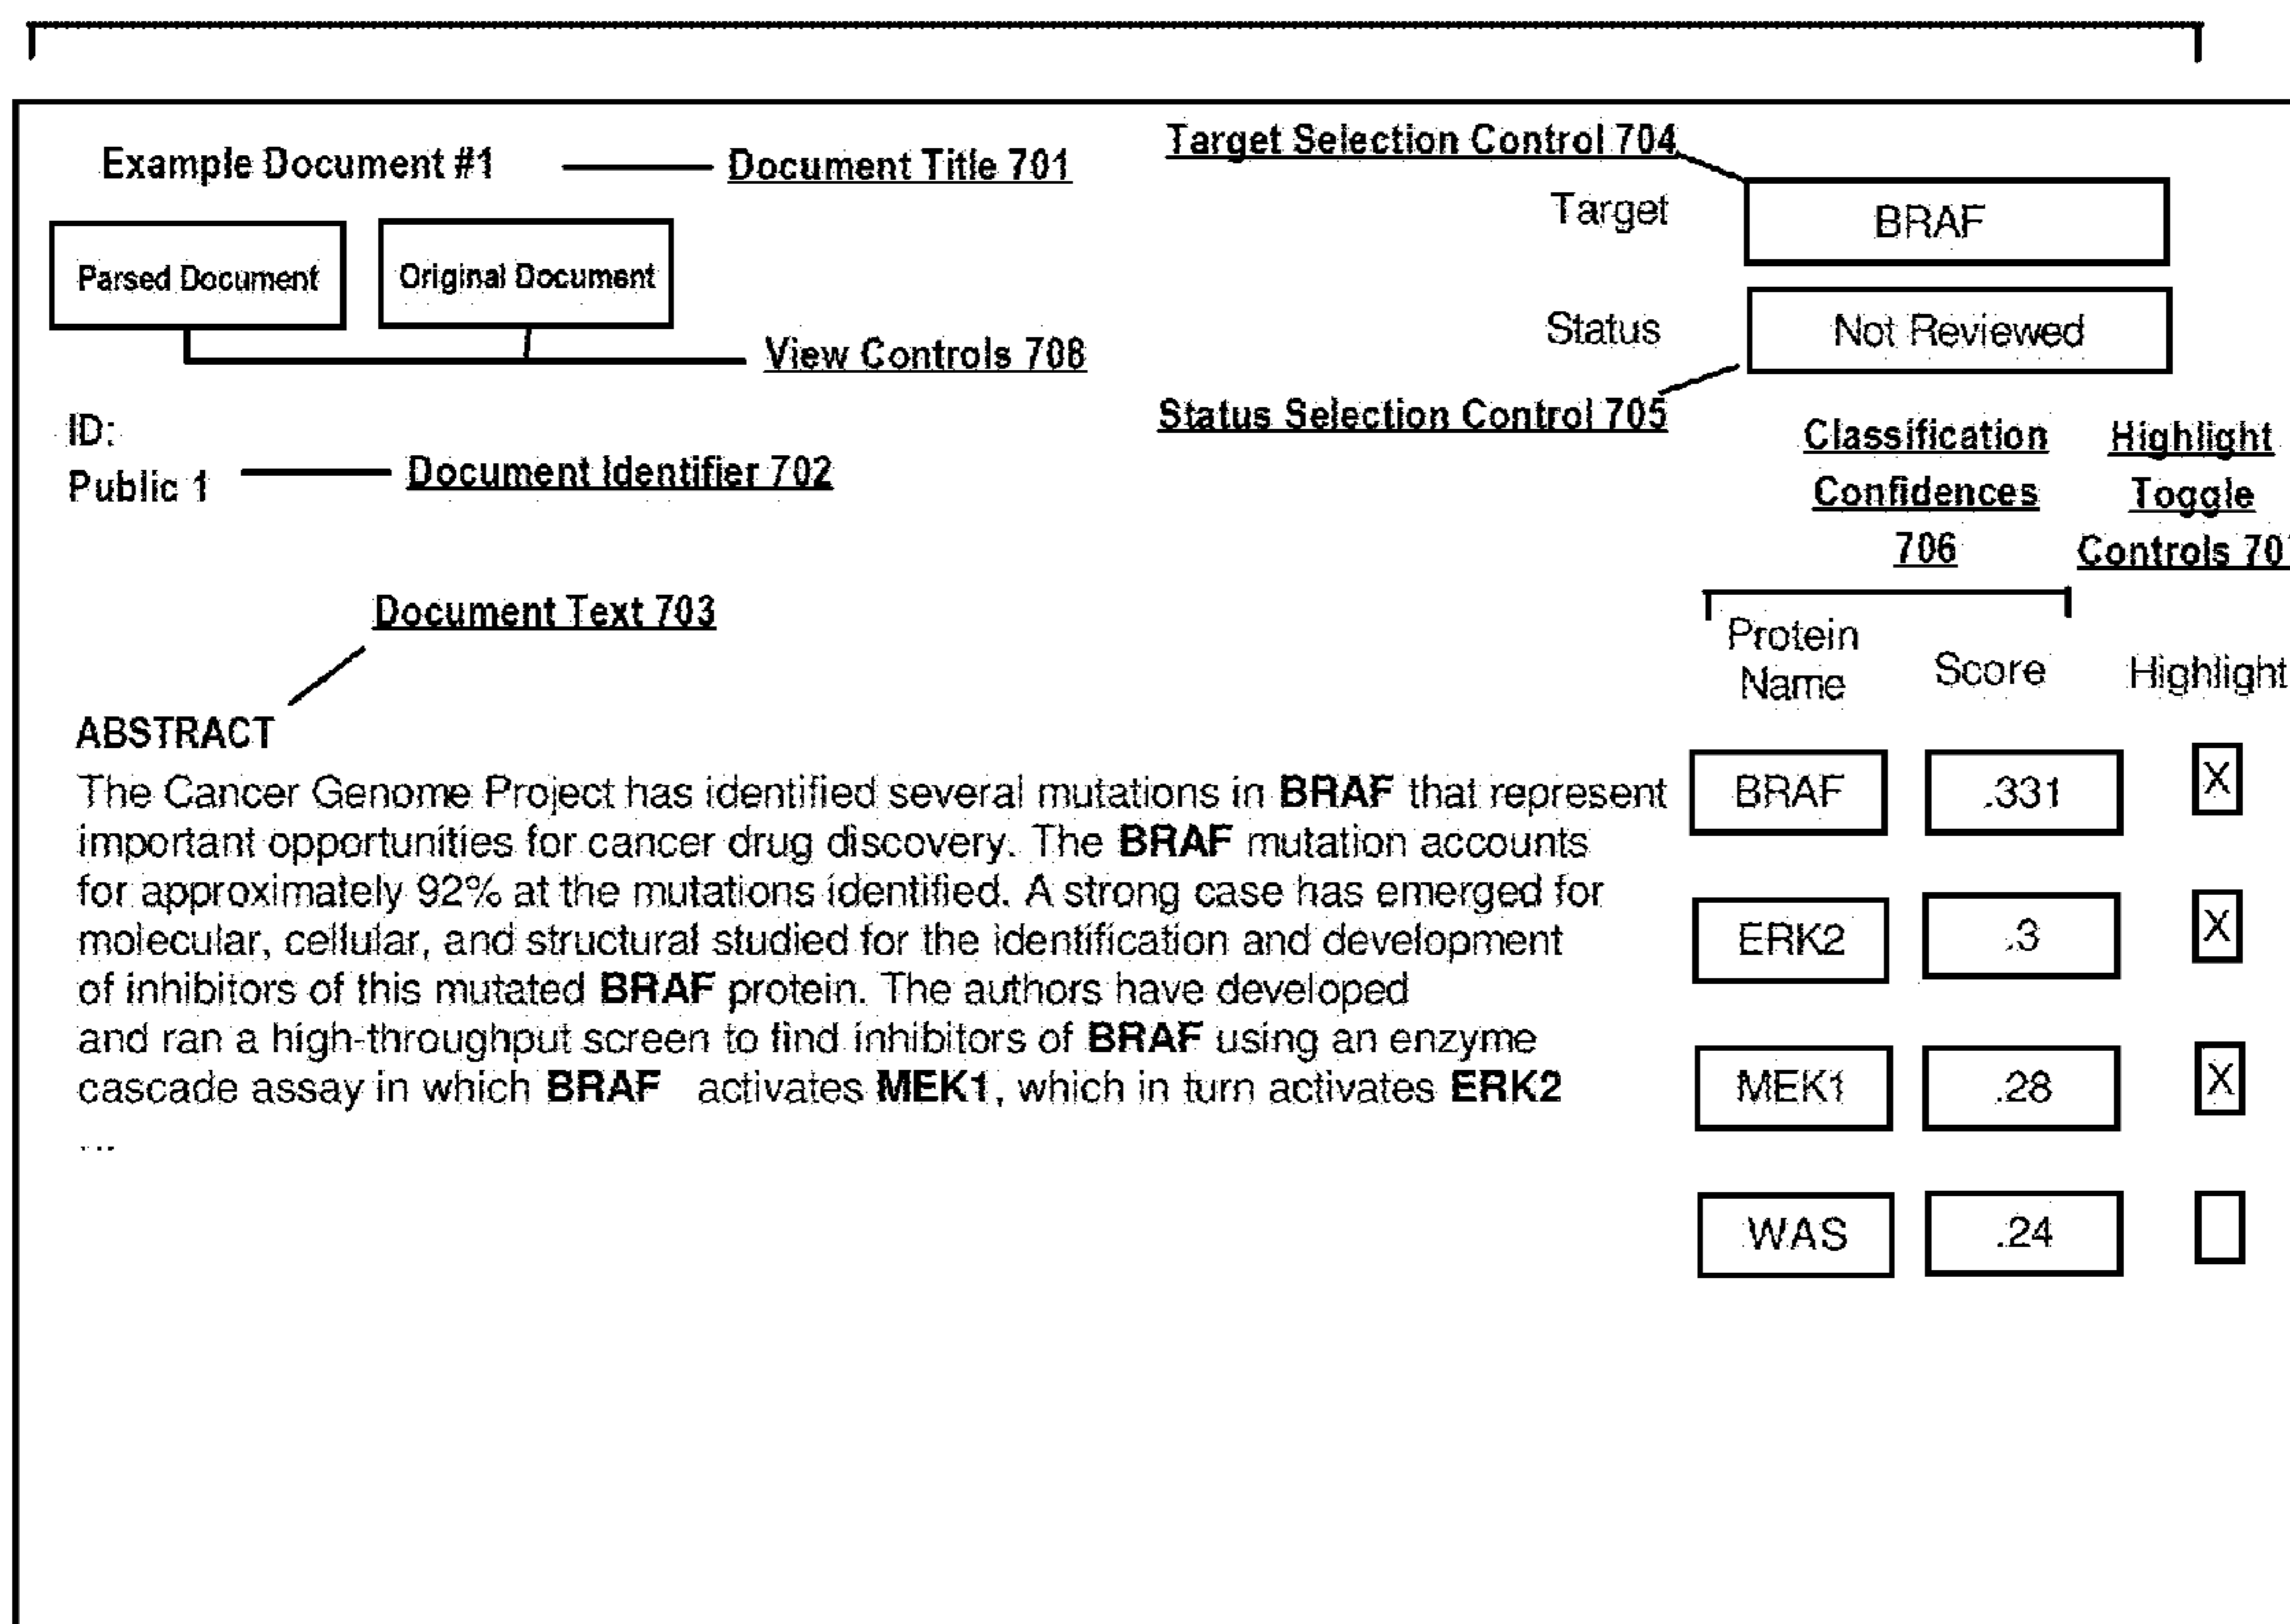 Example Document #1
Document Title 701
Parsed Document
Original Document
View Controls 708
ID:
Public 1
Document Identifier 702
Target Selection Control 704
Target
BRAF
Status
Not Reviewed
Status Selection Control 705
Classification
Confidences
706
Highlight
Toggle
Controls 707
Document Text 703
ABSTRACT
The Cancer Genome Project has identified several mutations in BRAF that represent
important opportunities for cancer drug discovery. The BRAF mutation accounts
for approximately 92% at the mutations identified. A strong case has emerged for
molecular, cellular, and structural studied for the identification and development
of inhibitors of this mutated BRAF protein. The authors have developed
and ran a high-throughput screen to find inhibitors of BRAF using an enzyme
cascade assay in which BRAF activates MEK1, which in turn activates ERK2
...
Protein
Name
Score
Highlight
BRAF
.331
X
ERK2
.3
X
MEK1
.28
X
WAS
.24